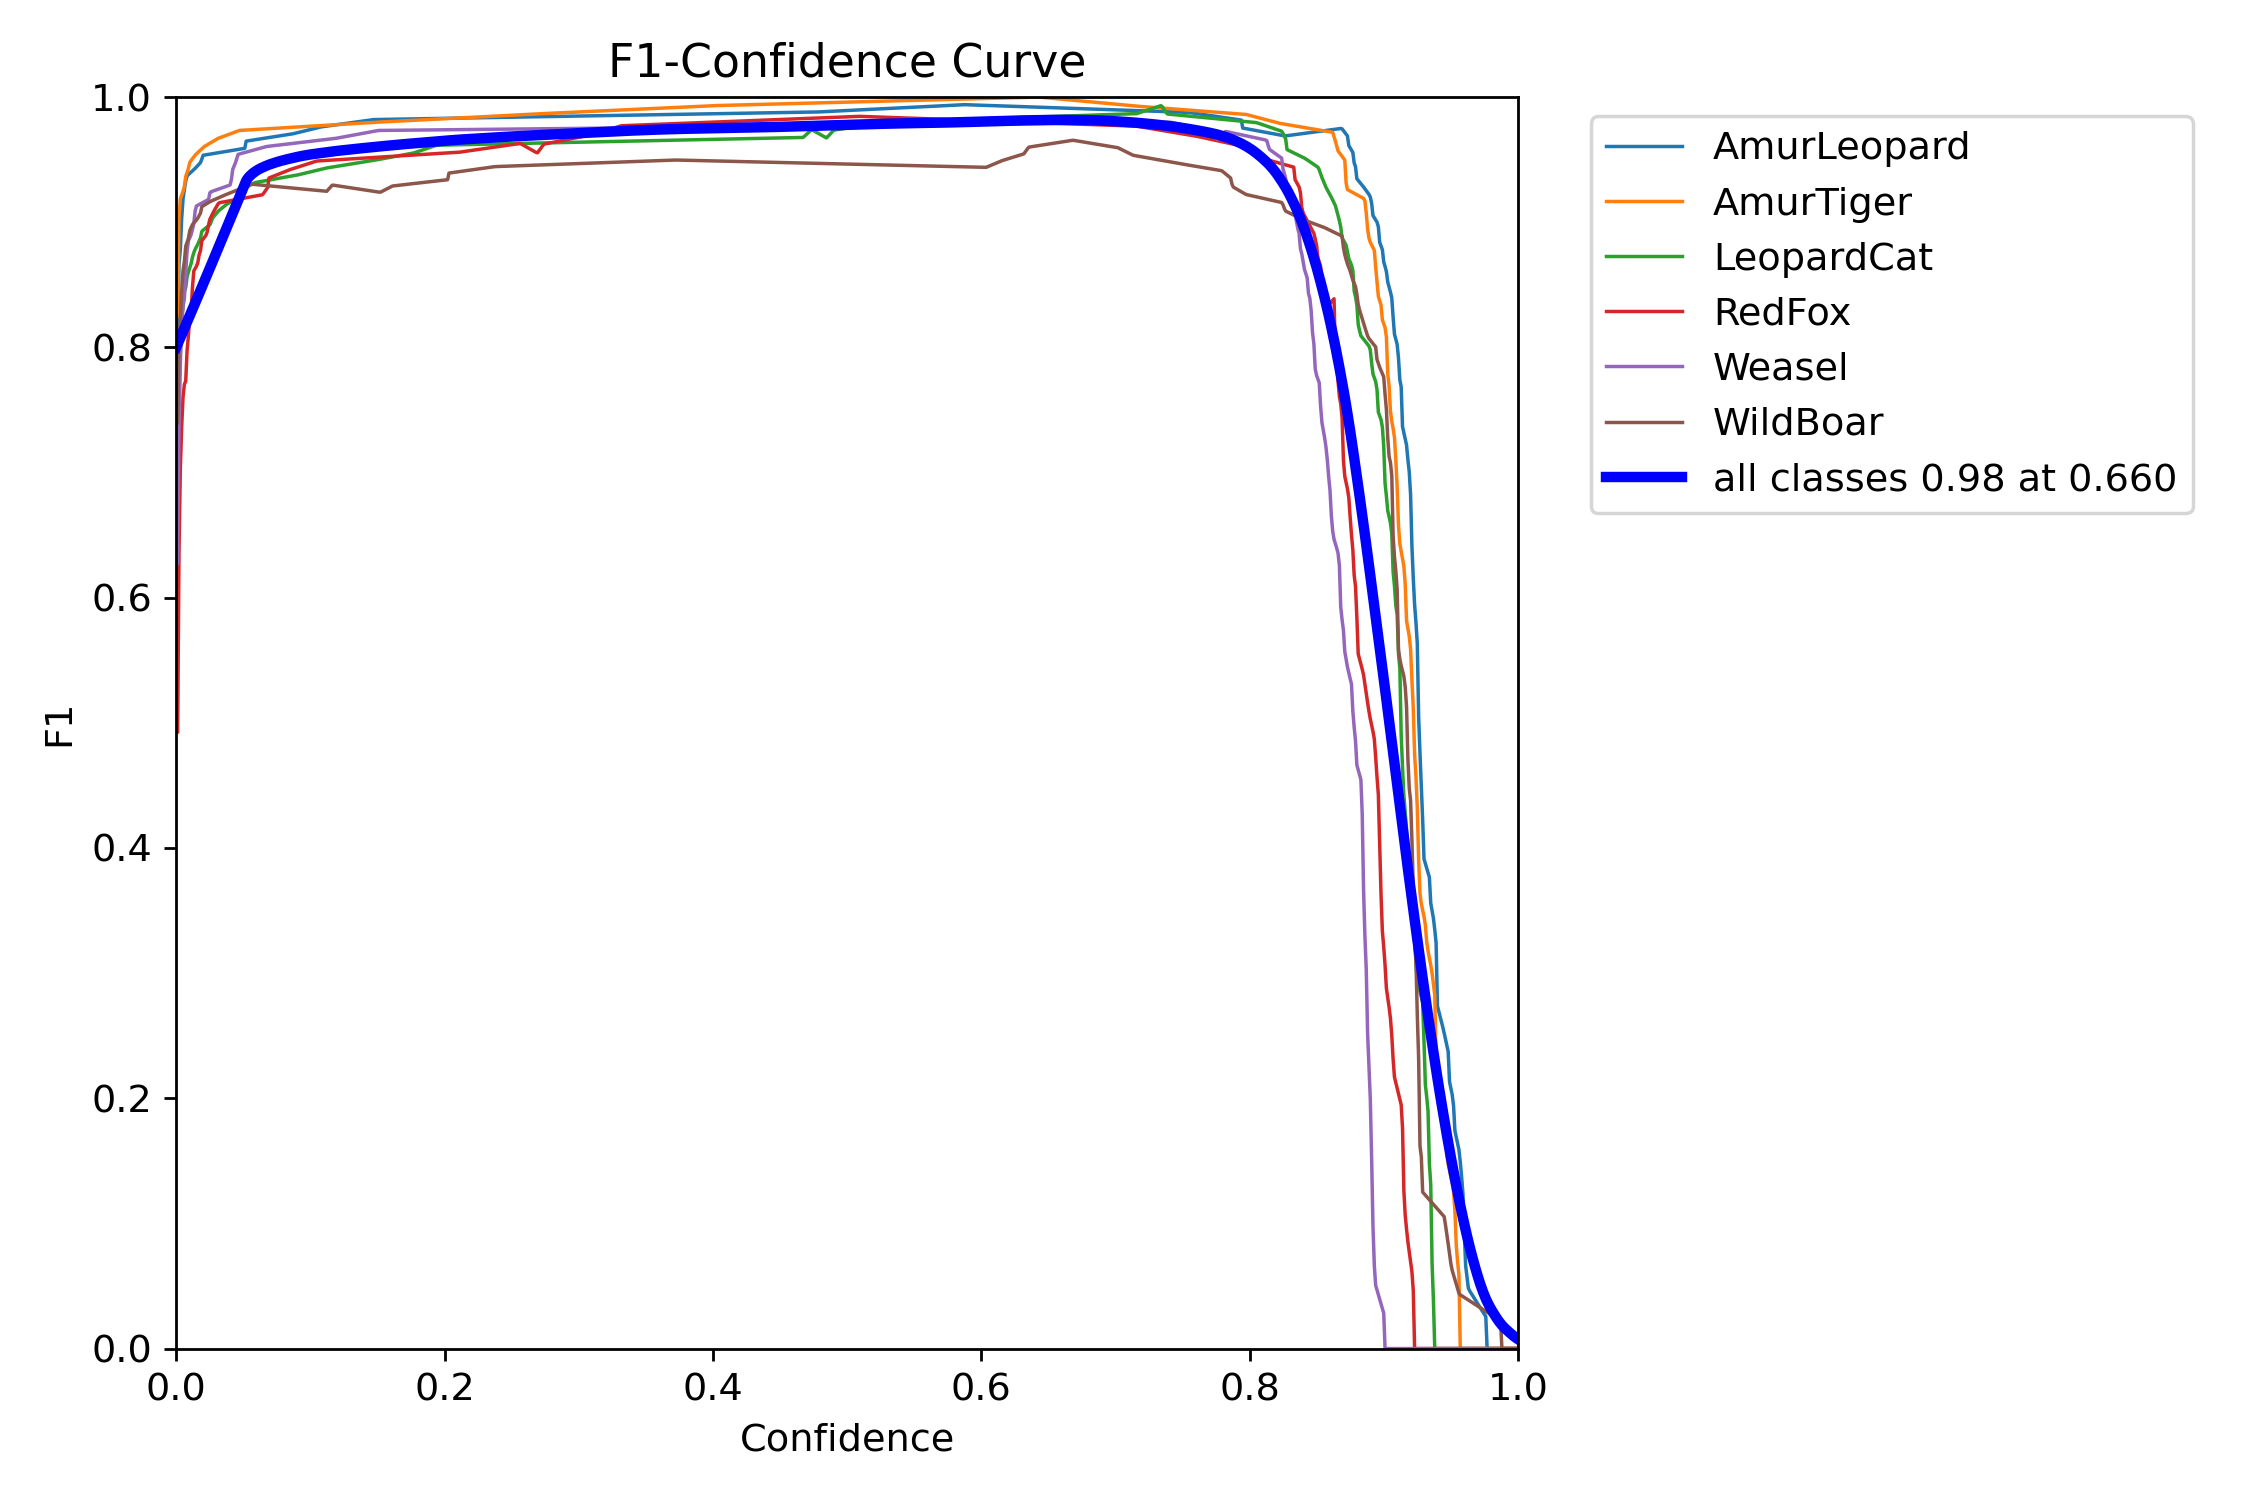 F1-Confidence Curve
1.0
0.8
0.6
0.4
0.2
0.0
F1
0.0 0.2 0.4 0.6 0.8 1.0
Confidence
AmurLeopard
AmurTiger
LeopardCat
RedFox
Weasel
WildBoar
all classes 0.98 at 0.660